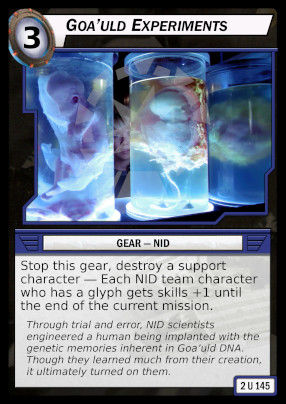 3
GOA'ULD EXPERIMENTS
GEAR – NID
Stop this gear, destroy a support
character — Each NID team character
who has a glyph gets skills +1 until
the end of the current mission.
Through trial and error, NID scientists
engineered a human being implanted with the
genetic memories inherent in Goa'uld DNA.
Though they learned much from their creation,
it ultimately turned on them.
2 U 145